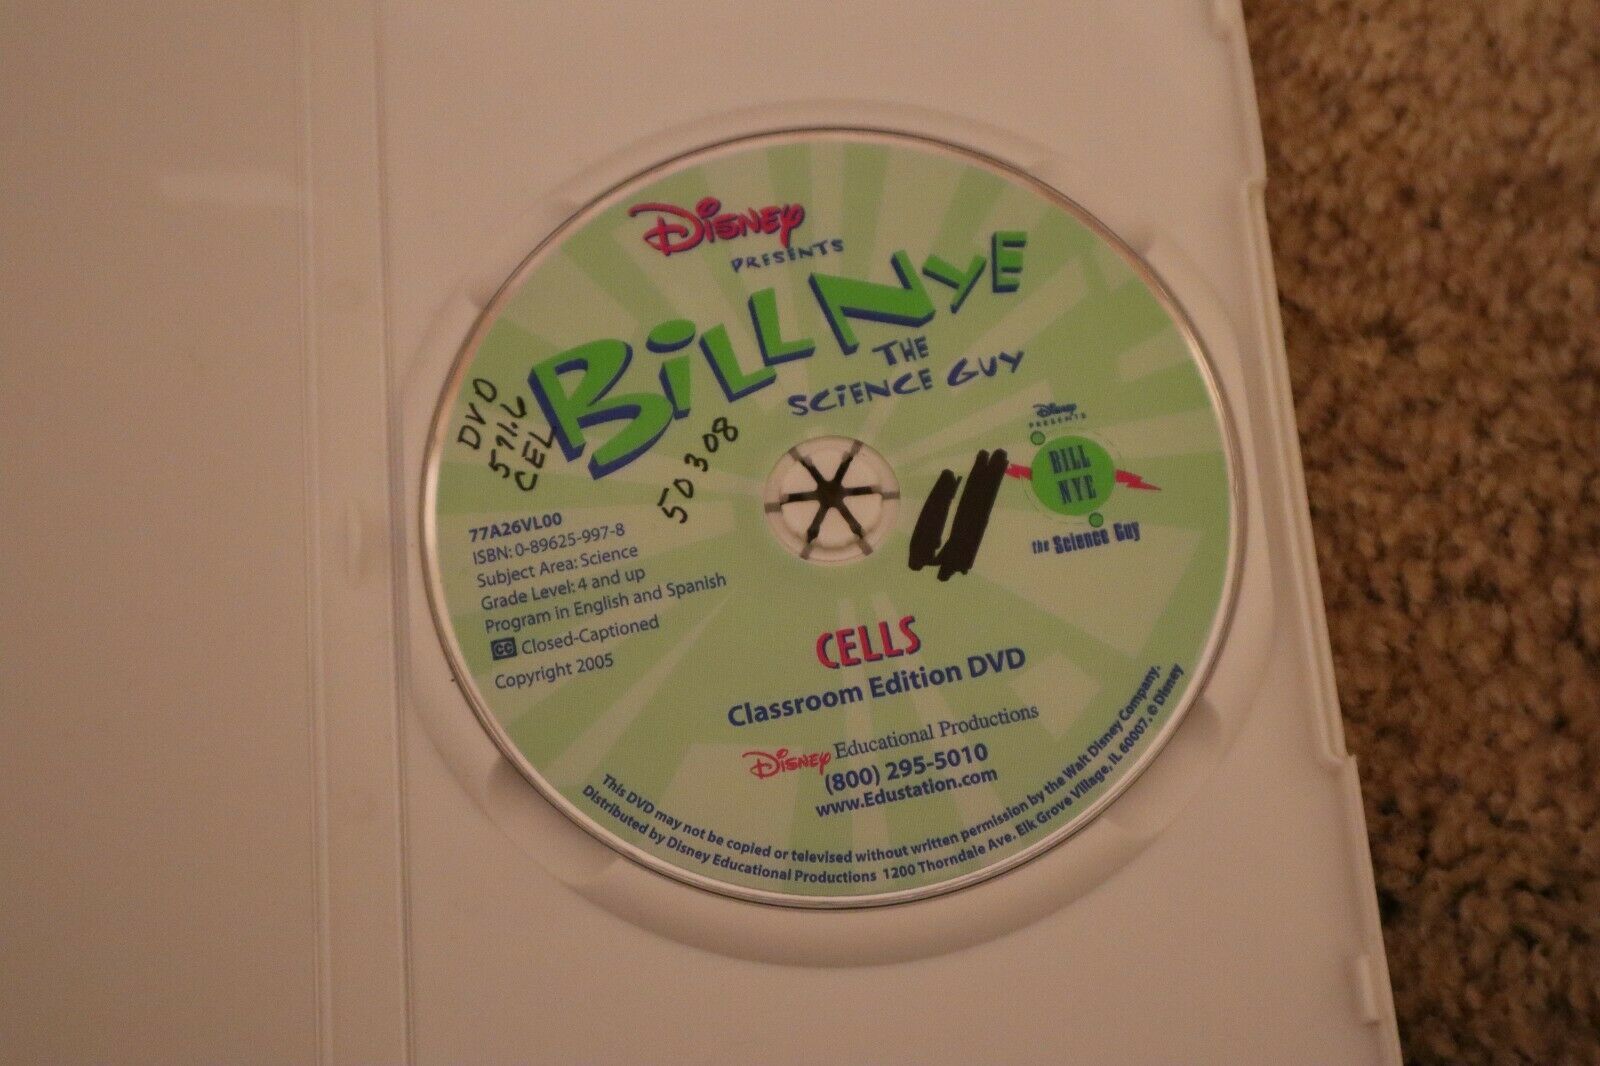 DISNEY
PRESENTS
BILL NYE
THE
SCIENCE GUY
DVD
591.6
CEL
50308
DISNEY
PRESENTS
BILL
NYE
the Science Guy
77A26VL00
ISBN: 0-89625-997-8
Subject Area: Science
Grade Level: 4 and up
Program in English and Spanish
CC Closed-Captioned
Copyright 2005
CELLS
Classroom Edition DVD
DISNEY Educational Productions
(800) 295-5010
www.Edustation.com
This DVD may not be copied or televised without written permission by the Walt Disney Company.
Distributed by Disney Educational Productions 1200 Thorndale Ave. Elk Grove Village, IL 60007. © Disney